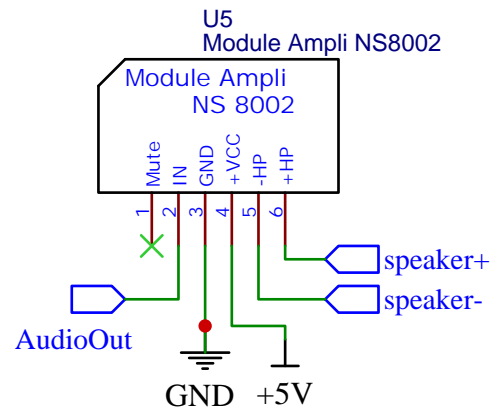 U5
Module Ampli NS8002
Module Ampli
NS 8002
Mute
IN
GND
+VCC
-HP
+HP
1
2
3
4
5
6
speaker+
speaker-
AudioOut
GND
+5V